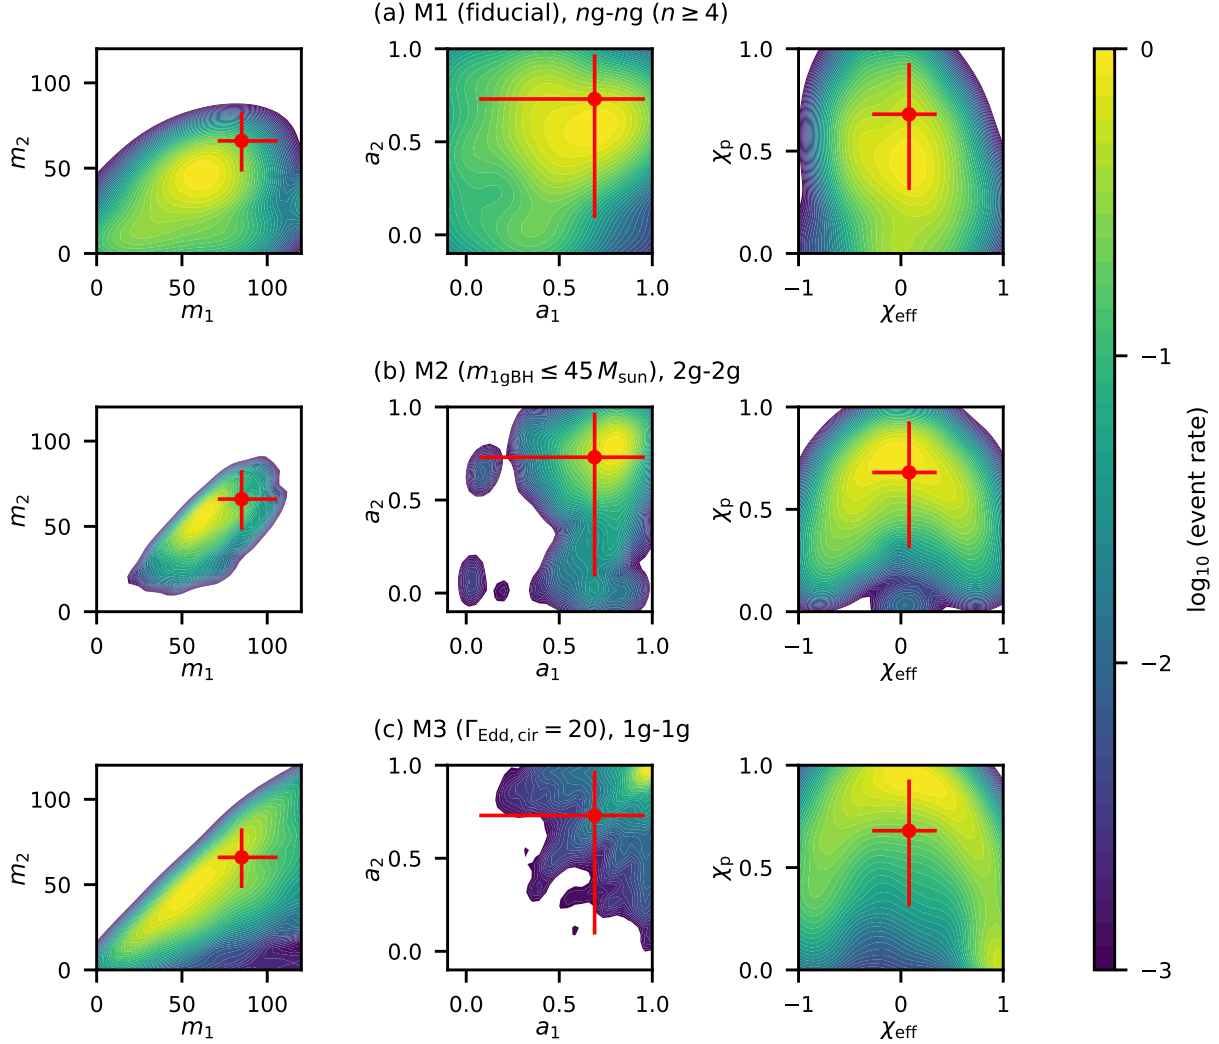 (a) M1 (fiducial), ng-ng (n ≥ 4)
m₂
100
50
0
0 50 100
m₁
a₂
1.0
0.5
0.0
0.0 0.5 1.0
a₁
χₚ
1.0
0.5
0.0
−1 0 1
χeff
(b) M2 (m1gBH ≤ 45 Msun), 2g-2g
m₂
100
50
0
0 50 100
m₁
a₂
1.0
0.5
0.0
0.0 0.5 1.0
a₁
χₚ
1.0
0.5
0.0
−1 0 1
χeff
(c) M3 (ΓEdd, cir = 20), 1g-1g
m₂
100
50
0
0 50 100
m₁
a₂
1.0
0.5
0.0
0.0 0.5 1.0
a₁
χₚ
1.0
0.5
0.0
−1 0 1
χeff
0
−1
−2
−3
log₁₀ (event rate)